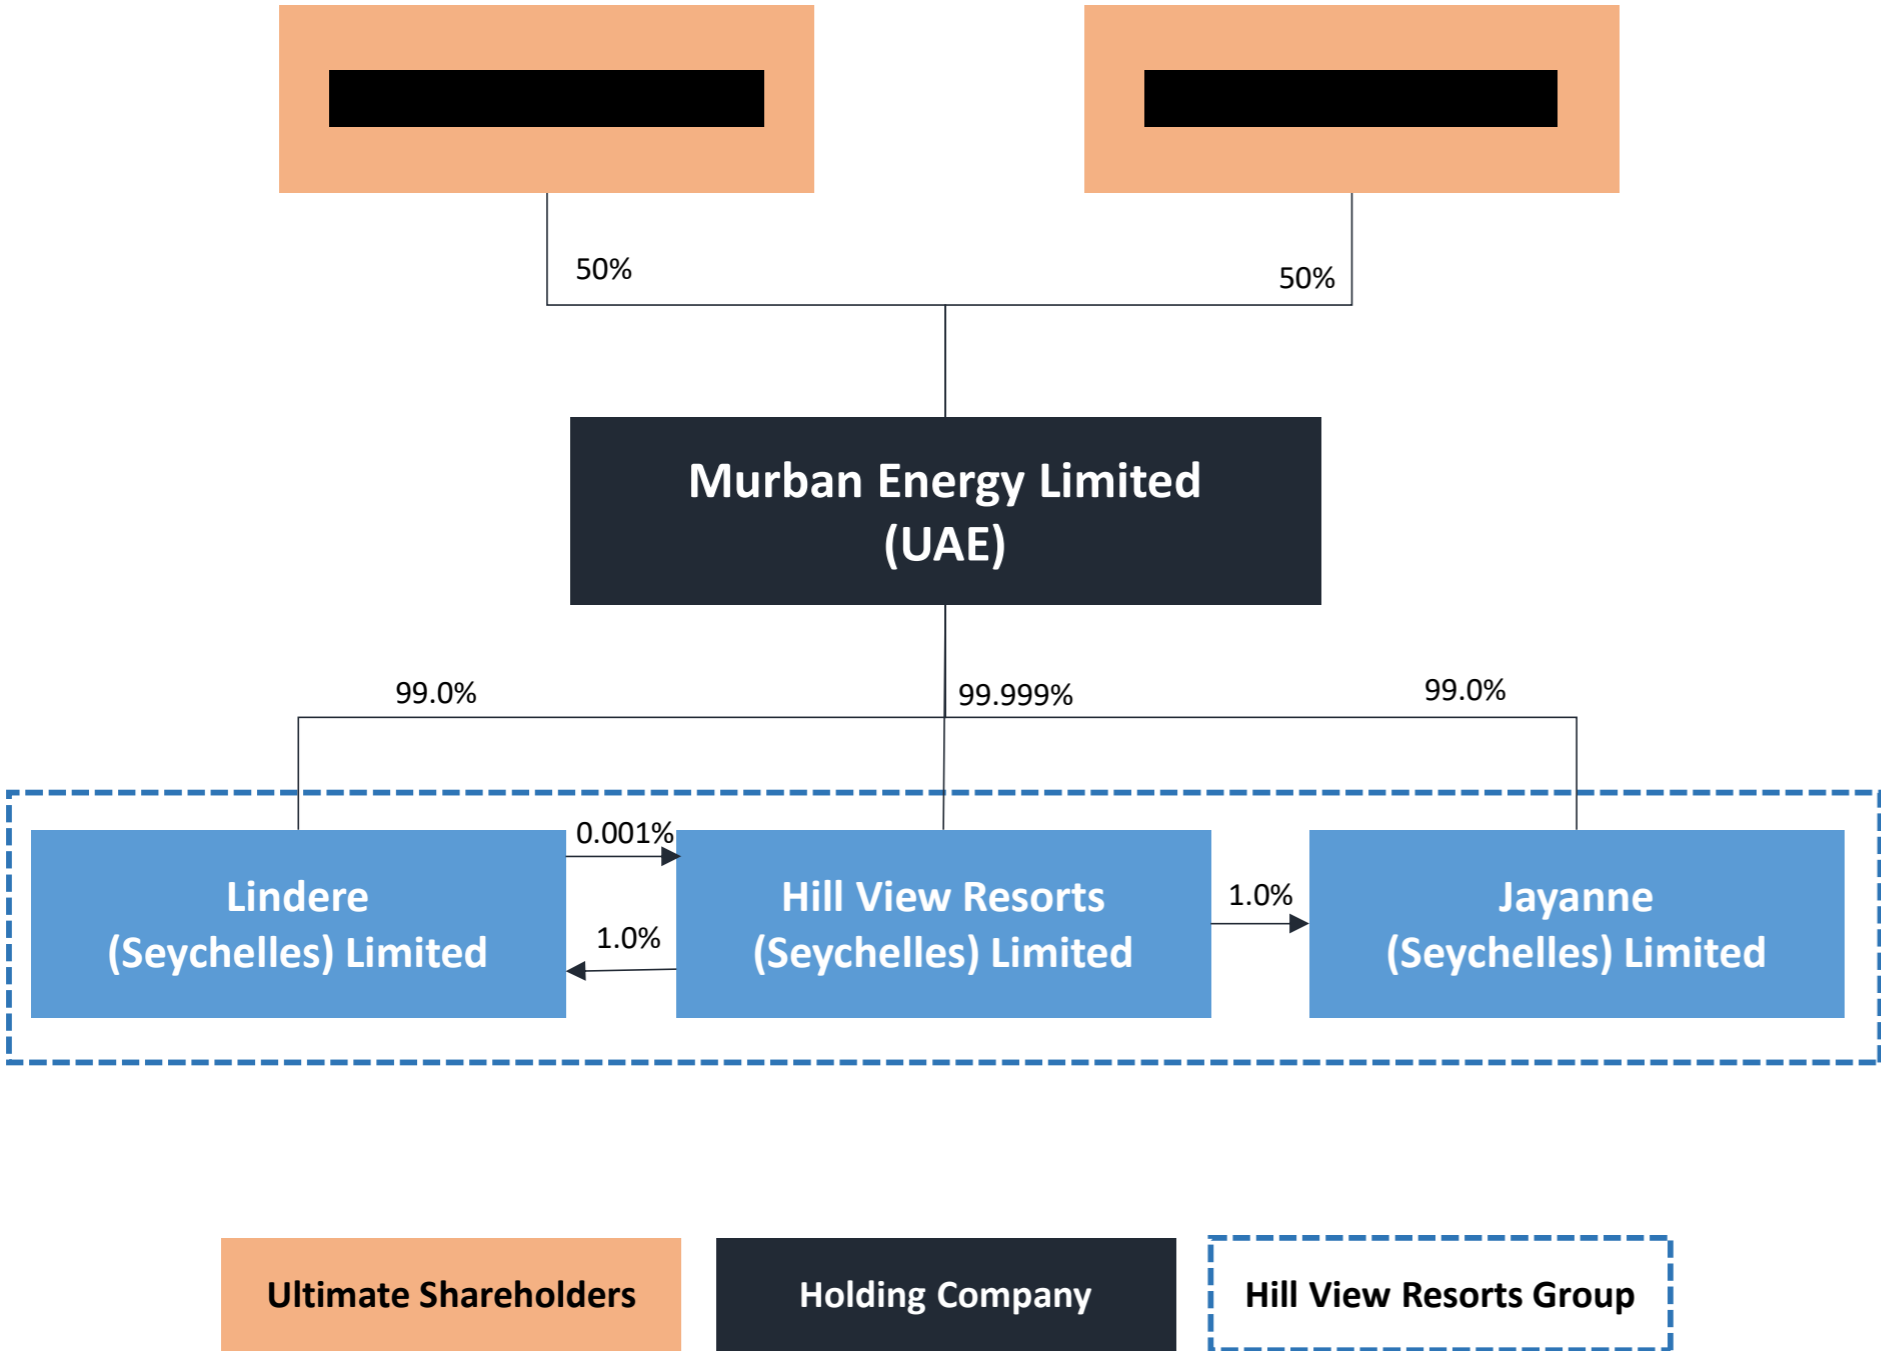 50%
50%
Murban Energy Limited
(UAE)
99.0%
99.999%
99.0%
0.001%
1.0%
1.0%
Lindere
(Seychelles) Limited
Hill View Resorts
(Seychelles) Limited
Jayanne
(Seychelles) Limited
Ultimate Shareholders
Holding Company
Hill View Resorts Group